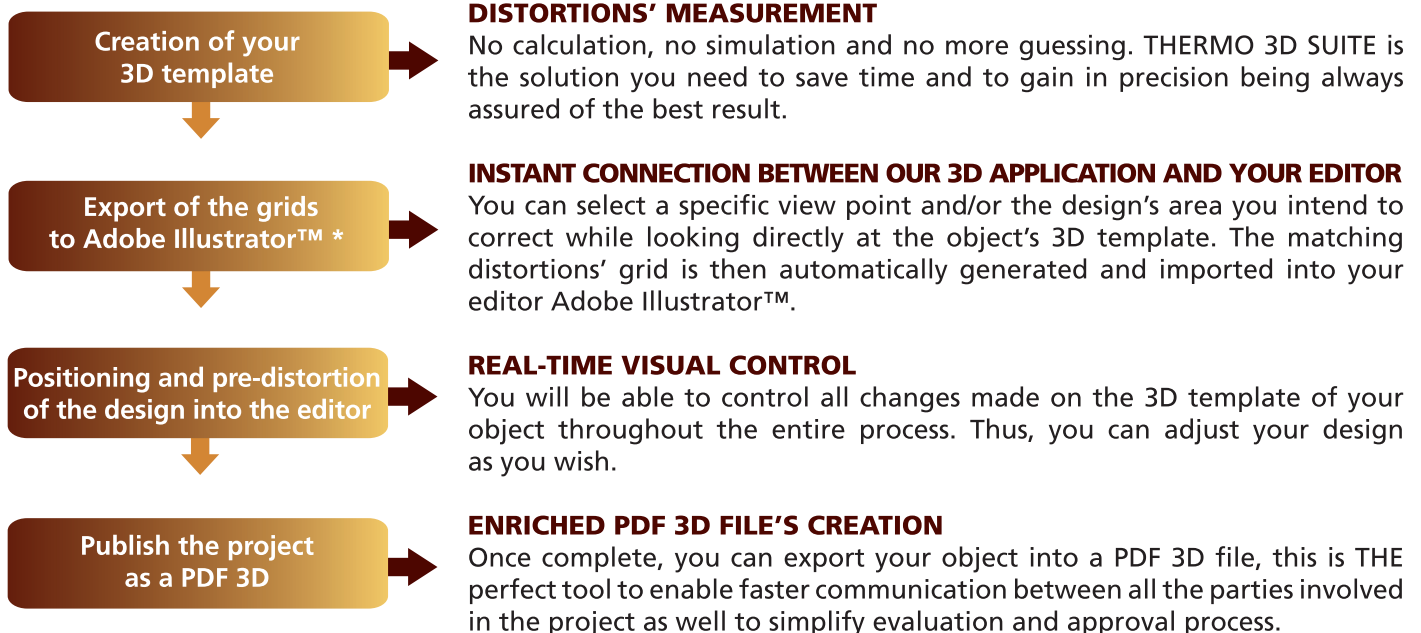 Creation of your
3D template
DISTORTIONS’ MEASUREMENT
No calculation, no simulation and no more guessing. THERMO 3D SUITE is
the solution you need to save time and to gain in precision being always
assured of the best result.
Export of the grids
to Adobe Illustrator™ *
INSTANT CONNECTION BETWEEN OUR 3D APPLICATION AND YOUR EDITOR
You can select a specific view point and/or the design’s area you intend to
correct while looking directly at the object’s 3D template. The matching
distortions’ grid is then automatically generated and imported into your
editor Adobe Illustrator™.
Positioning and pre-distortion
of the design into the editor
REAL-TIME VISUAL CONTROL
You will be able to control all changes made on the 3D template of your
object throughout the entire process. Thus, you can adjust your design
as you wish.
Publish the project
as a PDF 3D
ENRICHED PDF 3D FILE’S CREATION
Once complete, you can export your object into a PDF 3D file, this is THE
perfect tool to enable faster communication between all the parties involved
in the project as well to simplify evaluation and approval process.